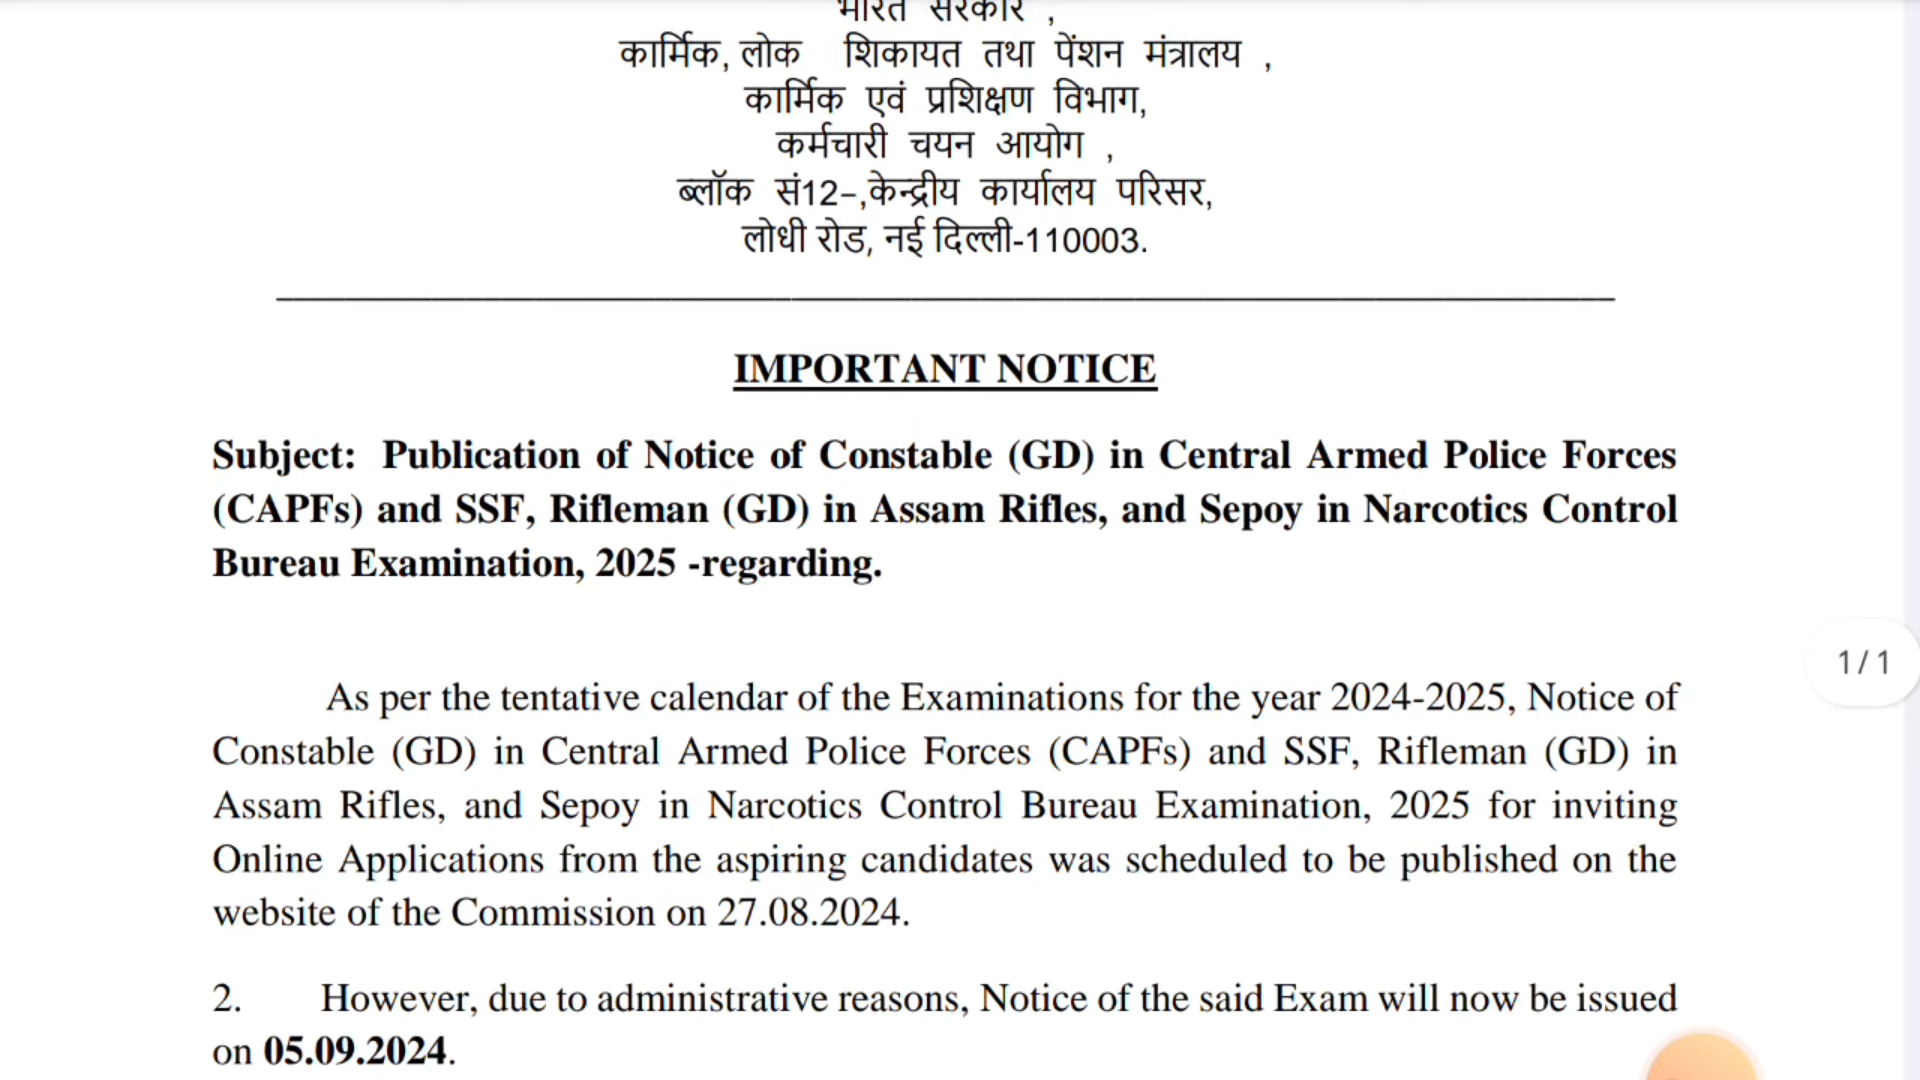 भारत सरकार ,
कार्मिक, लोक शिकायत तथा पेंशन मंत्रालय ,
कार्मिक एवं प्रशिक्षण विभाग,
कर्मचारी चयन आयोग ,
ब्लॉक सं12–,केन्द्रीय कार्यालय परिसर,
लोधी रोड, नई दिल्ली-110003.
IMPORTANT NOTICE
Subject: Publication of Notice of Constable (GD) in Central Armed Police Forces
(CAPFs) and SSF, Rifleman (GD) in Assam Rifles, and Sepoy in Narcotics Control
Bureau Examination, 2025 -regarding.
1/1
As per the tentative calendar of the Examinations for the year 2024-2025, Notice of
Constable (GD) in Central Armed Police Forces (CAPFs) and SSF, Rifleman (GD) in
Assam Rifles, and Sepoy in Narcotics Control Bureau Examination, 2025 for inviting
Online Applications from the aspiring candidates was scheduled to be published on the
website of the Commission on 27.08.2024.
2. However, due to administrative reasons, Notice of the said Exam will now be issued
on 05.09.2024.